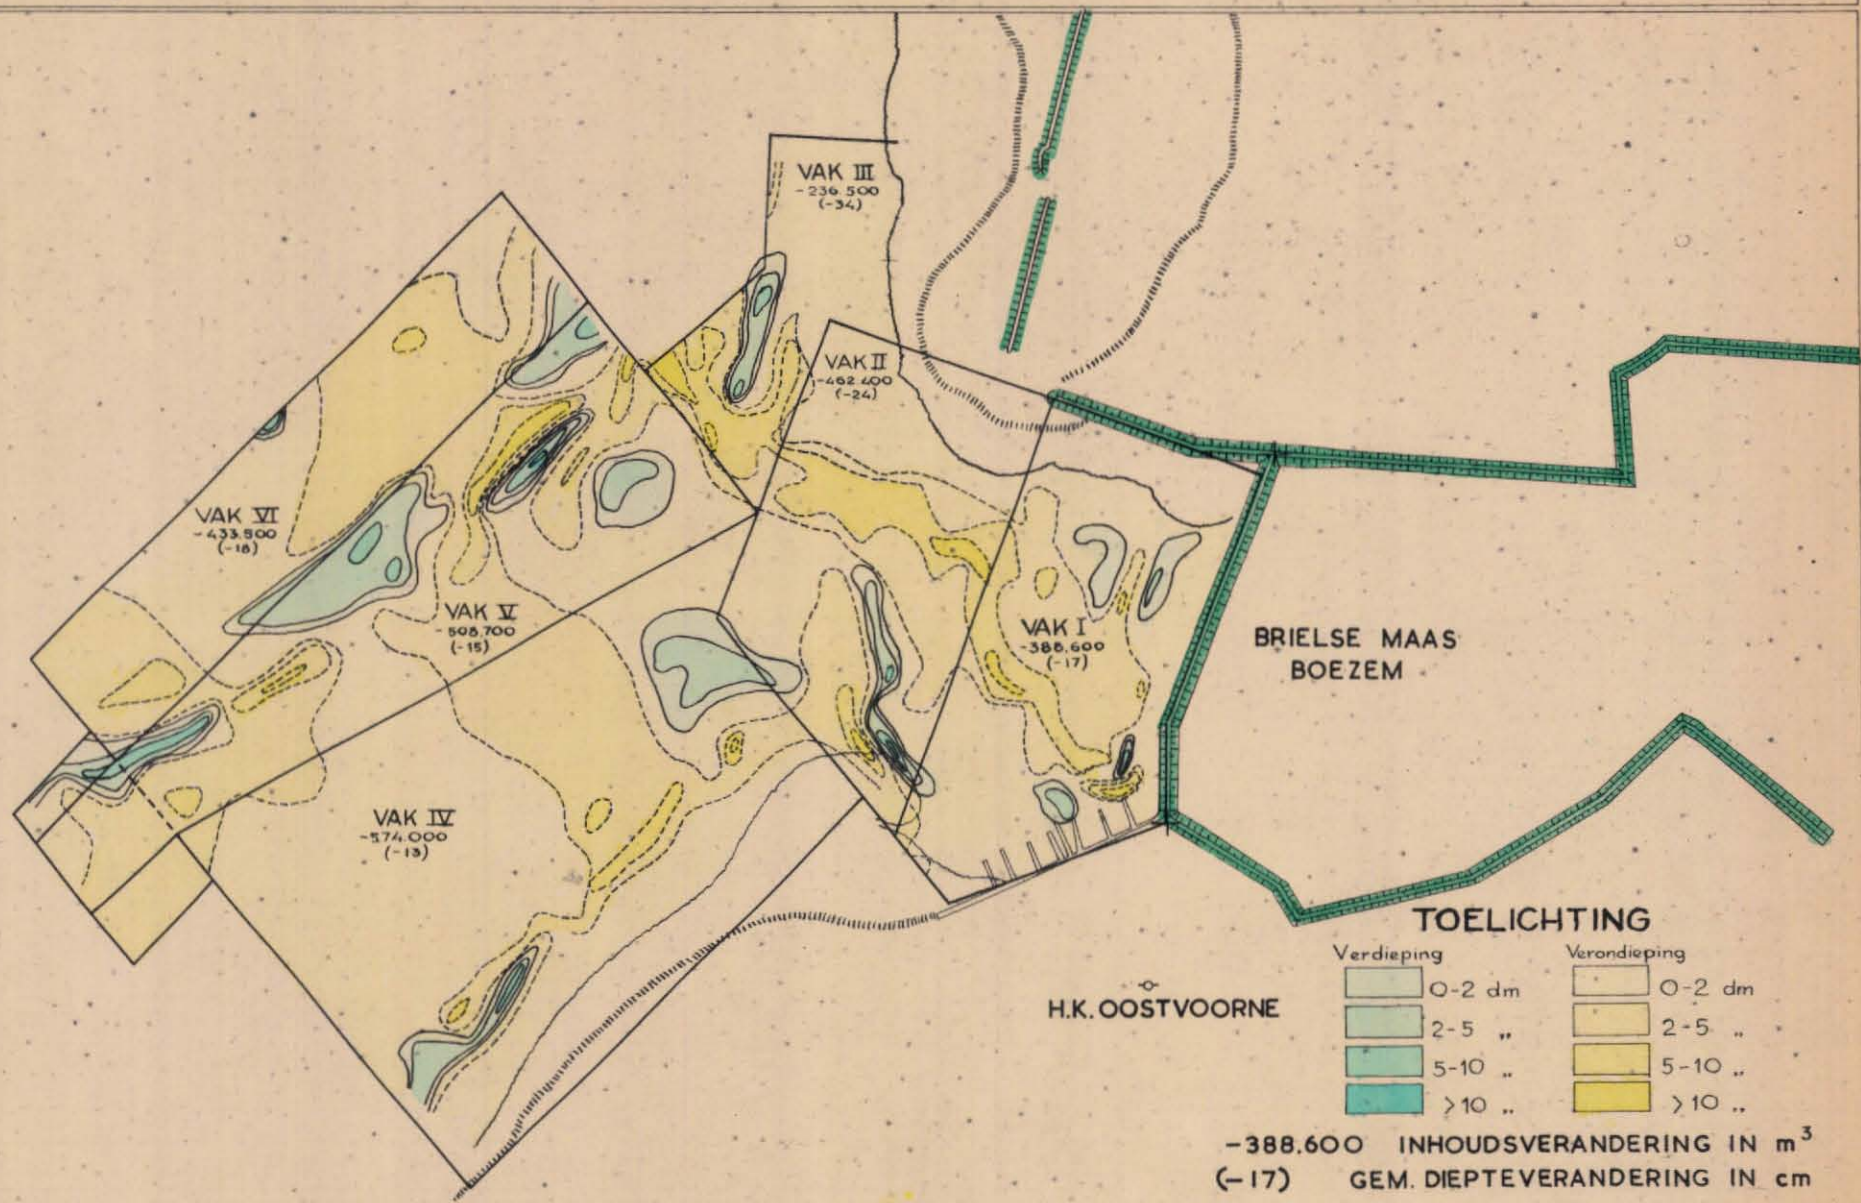 VAK III
-236.500
(-34)
VAK II
-462.400
(-24)
VAK VI
-433.500
(-18)
VAK V
-508.700
(-15)
VAK I
-388.600
(-17)
BRIELSE MAAS
BOEZEM
VAK IV
-574.000
(-13)
H.K. OOSTVOORNE
TOELICHTING
Verdieping Verondieping
0-2 dm 0-2 dm
2-5 „ 2-5 „
5-10 „ 5-10 „
>10 „ >10 „
-388.600 INHOUDSVERANDERING IN m³
(-17) GEM. DIEPTEVERANDERING IN cm